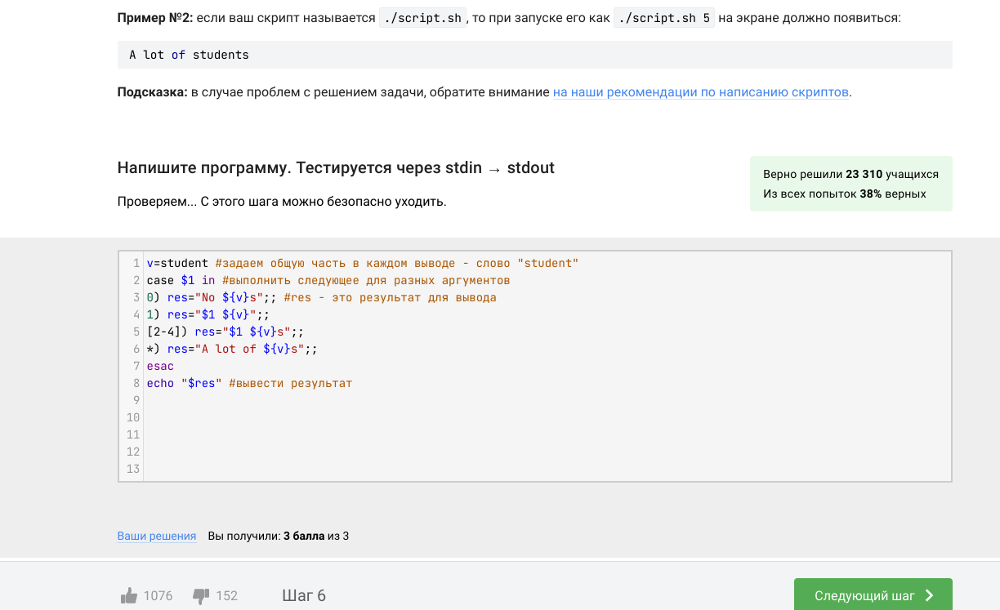 Пример №2: если ваш скрипт называется ./script.sh, то при запуске его как ./script.sh 5 на экране должно появиться:
A lot of students
Подсказка: в случае проблем с решением задачи, обратите внимание на наши рекомендации по написанию скриптов.
Напишите программу. Тестируется через stdin → stdout
Верно решили 23 310 учащихся
Из всех попыток 38% верных
Проверяем... С этого шага можно безопасно уходить.
1 v=student #задаем общую часть в каждом выводе - слово "student"
2 case $1 in #выполнить следующее для разных аргументов
3 0) res="No ${v}s";; #res - это результат для вывода
4 1) res="$1 ${v}";;
5 [2-4]) res="$1 ${v}s";;
6 *) res="A lot of ${v}s";;
7 esac
8 echo "$res" #вывести результат
9
10
11
12
13
Ваши решения Вы получили: 3 балла из 3
1076 152 Шаг 6 Следующий шаг